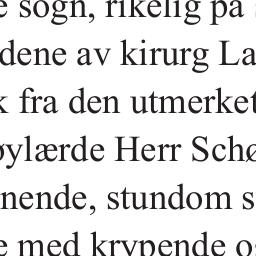 e sogn, rikelig på s
dene av kirurg La
k fra den utmerket
øylærde Herr Schø
nende, stundom s
e med krypende o